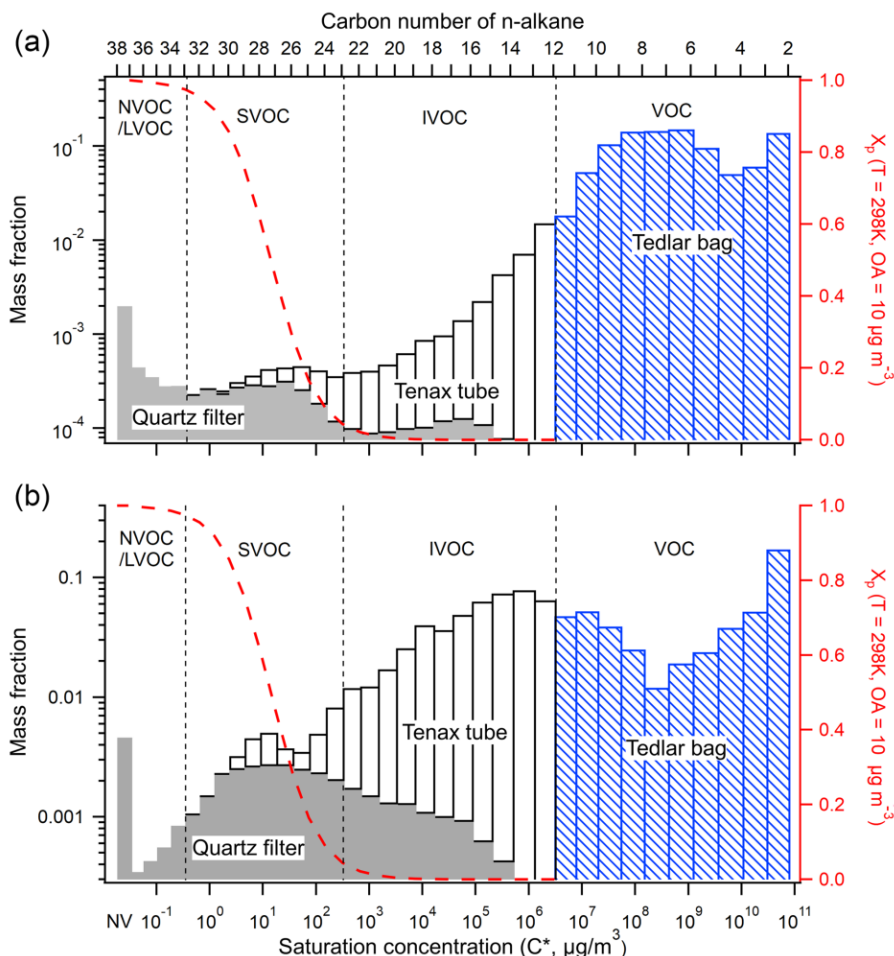 Carbon number of n-alkane
(a)
38 36 34 32 30 28 26 24 22 20 18 16 14 12 10 8 6 4 2
NVOC
/LVOC
SVOC
IVOC
VOC
Mass fraction
10⁻¹
10⁻²
10⁻³
10⁻⁴
Quartz filter
Tenax tube
Tedlar bag
1.0
0.8
0.6
0.4
0.2
0.0
Xₚ (T = 298K, OA = 10 µg m⁻³)
(b)
NVOC
/LVOC
SVOC
IVOC
VOC
Mass fraction
0.1
0.01
0.001
Quartz filter
Tenax tube
Tedlar bag
1.0
0.8
0.6
0.4
0.2
0.0
Xₚ (T = 298K, OA = 10 µg m⁻³)
NV 10⁻¹ 10⁰ 10¹ 10² 10³ 10⁴ 10⁵ 10⁶ 10⁷ 10⁸ 10⁹ 10¹⁰ 10¹¹
Saturation concentration (C*, µg/m³)